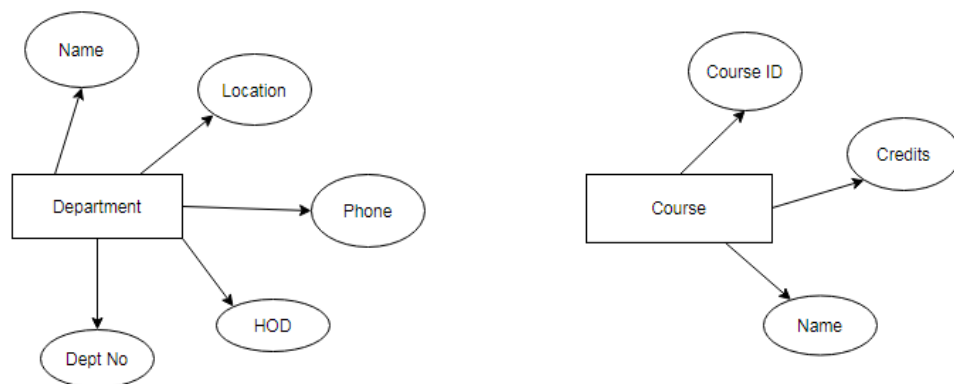 Name
Location
Department
Phone
HOD
Dept No
Course ID
Credits
Course
Name